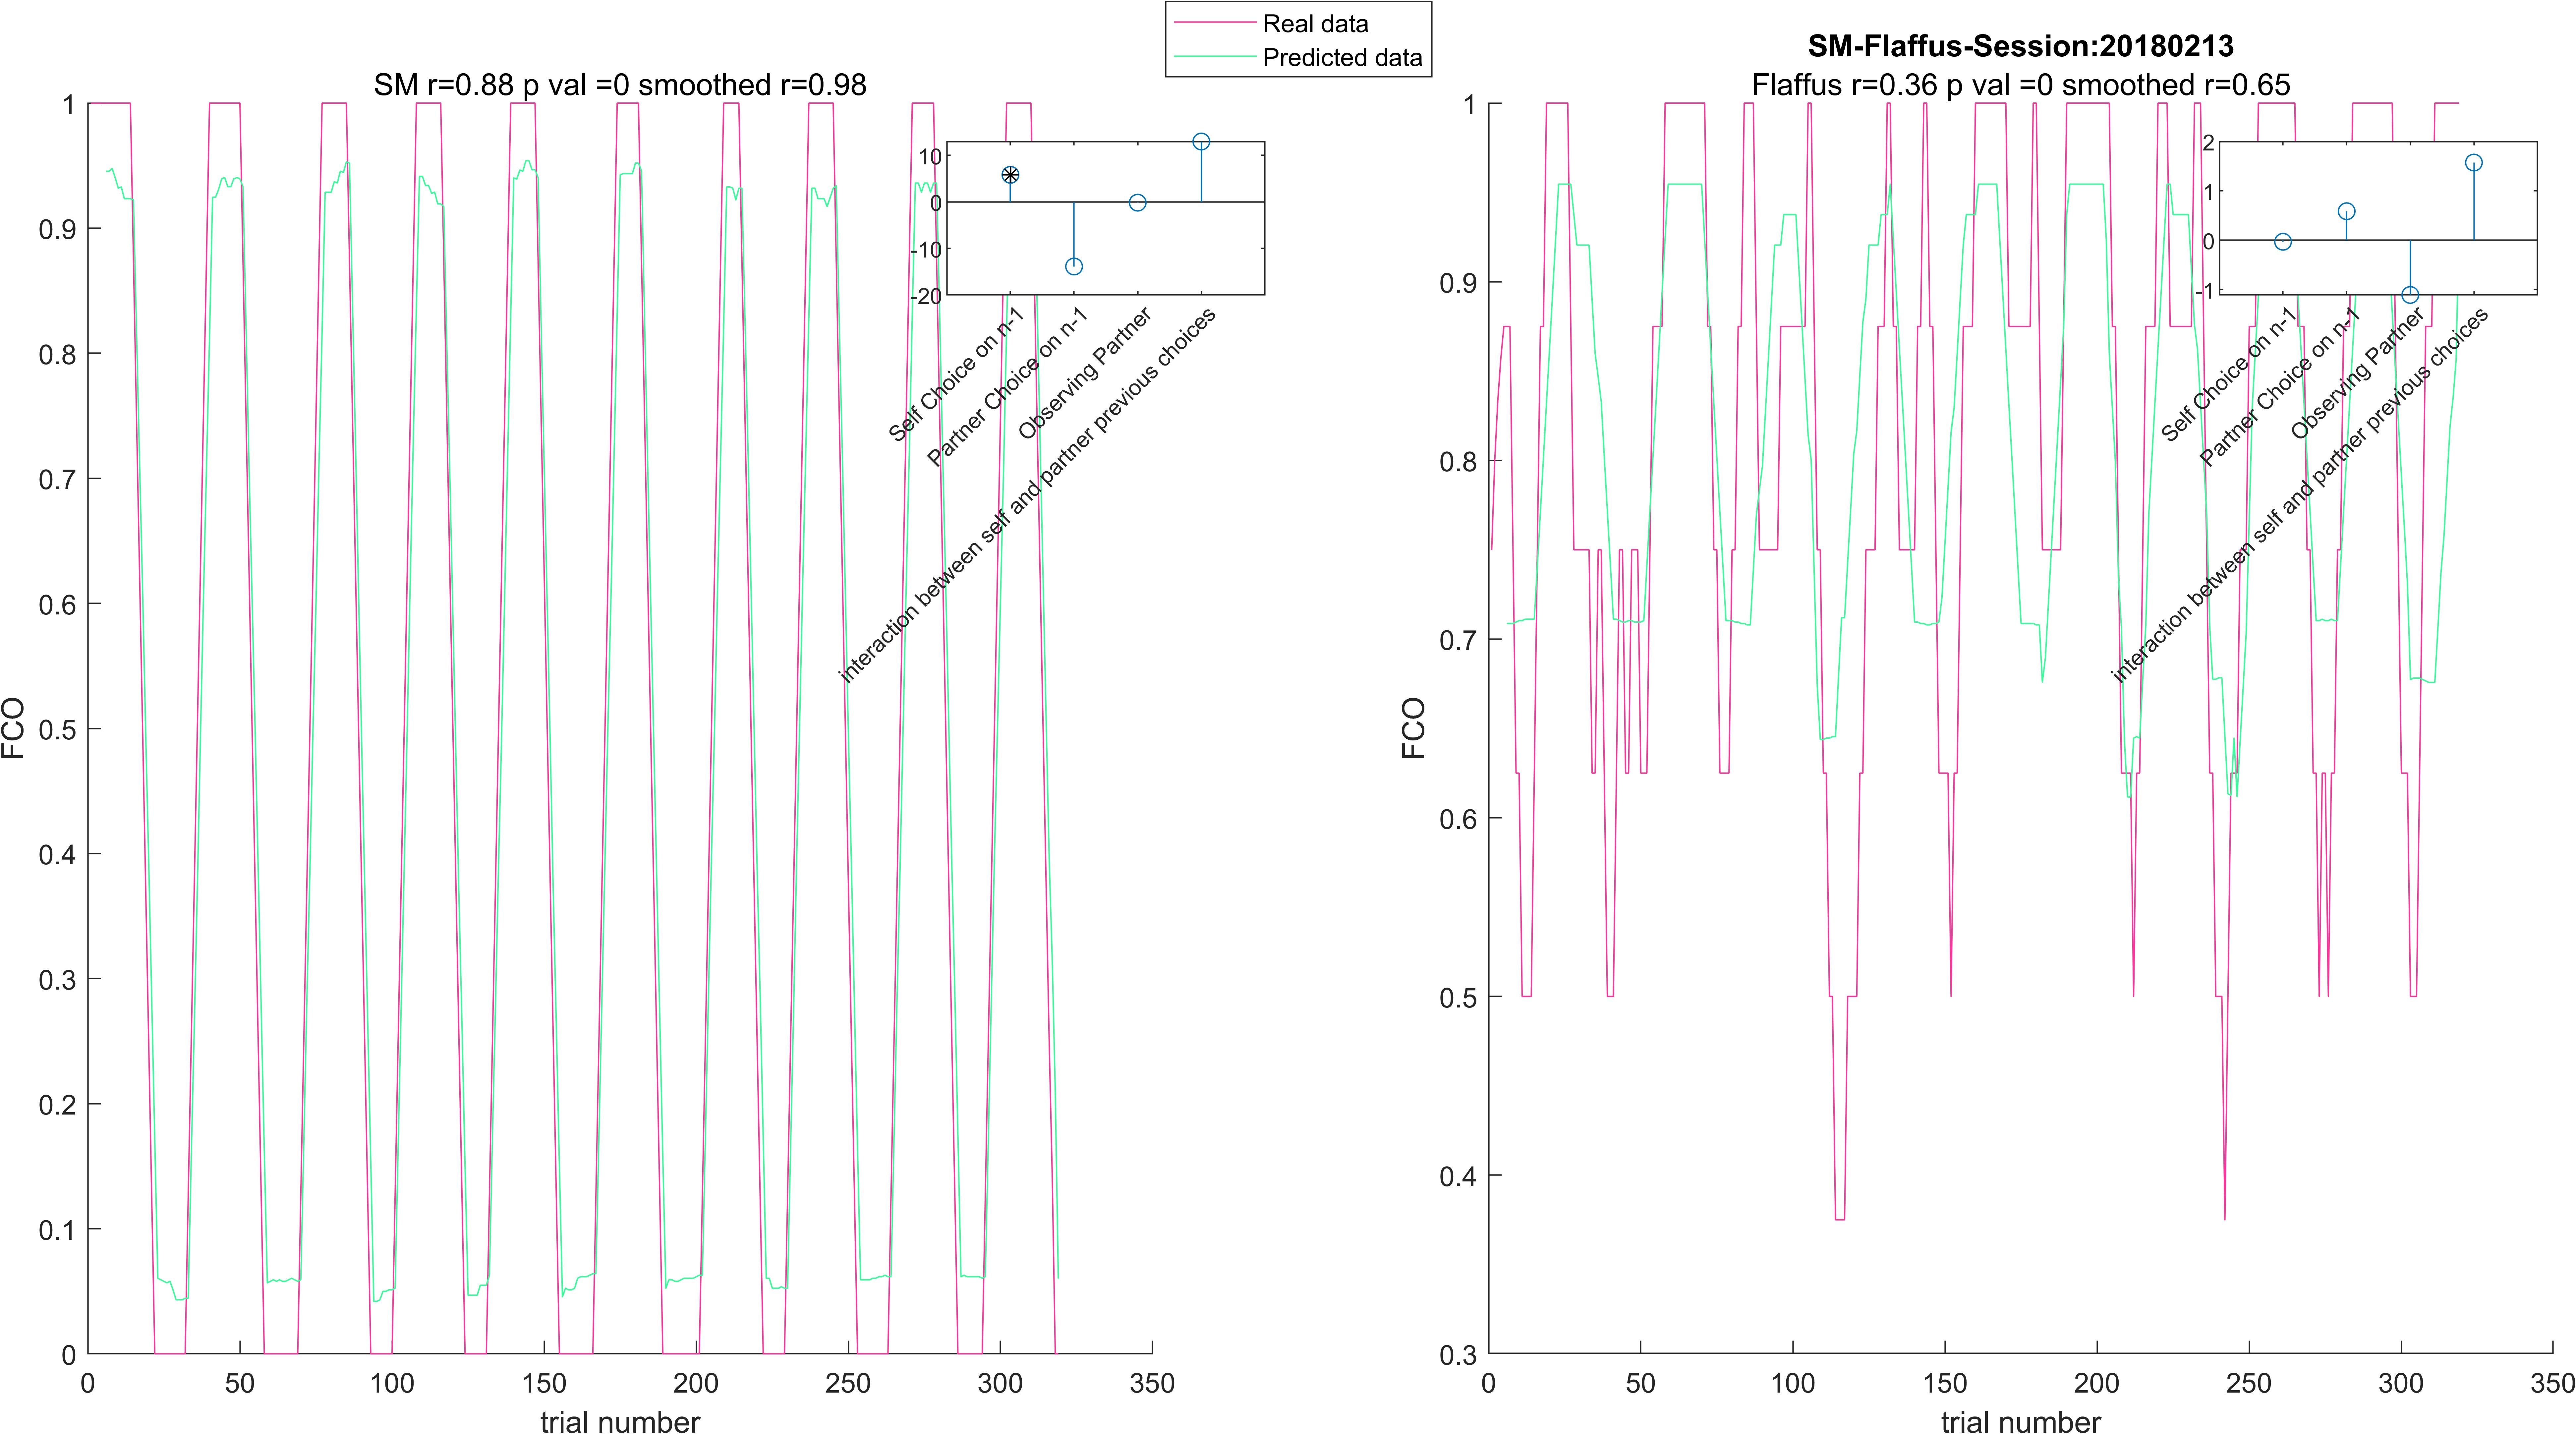 Real data
Predicted data
SM-Flaffus-Session:20180213
SM r=0.88 p val =0 smoothed r=0.98
Flaffus r=0.36 p val =0 smoothed r=0.65
1
0.9
0.8
0.7
0.6
0.5
0.4
0.3
0.2
0.1
0
FCO
0
50
100
150
200
250
300
350
trial number
10
0
-10
-20
Self Choice on n-1
Partner Choice on n-1
Observing Partner
interaction between self and partner previous choices
1
0.9
0.8
0.7
0.6
0.5
0.4
0.3
FCO
0
50
100
150
200
250
300
350
trial number
2
1
0
-1
Self Choice on n-1
Partner Choice on n-1
Observing Partner
interaction between self and partner previous choices